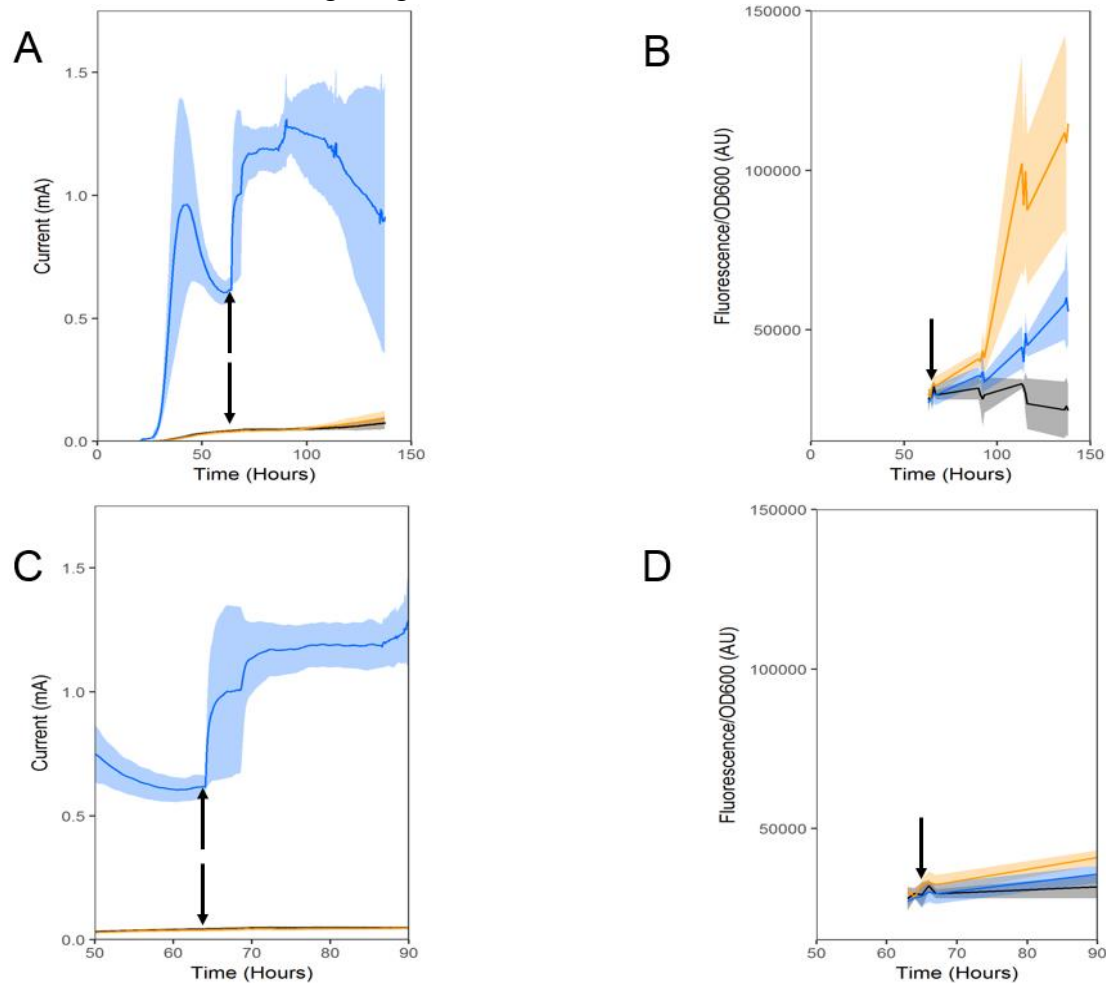 A
Current (mA)
1.5
1.0
0.5
0.0
0 50 100 150
Time (Hours)
B
Fluorescence/OD600 (AU)
150000
100000
50000
0 50 100 150
Time (Hours)
C
Current (mA)
1.5
1.0
0.5
0.0
50 60 70 80 90
Time (Hours)
D
Fluorescence/OD600 (AU)
150000
100000
50000
50 60 70 80 90
Time (Hours)